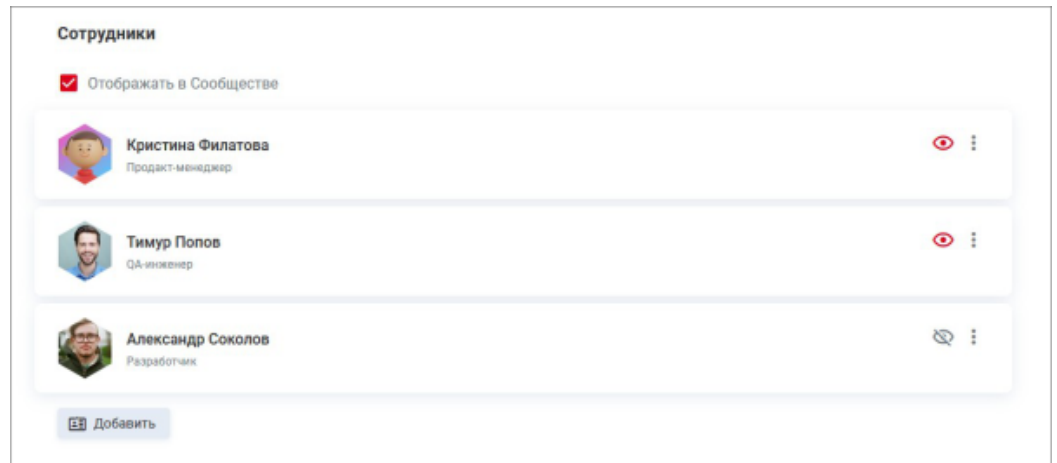 Сотрудники
Отображать в Сообществе
Кристина Филатова
Продакт-менеджер
Тимур Попов
QA-инженер
Александр Соколов
Разработчик
Добавить